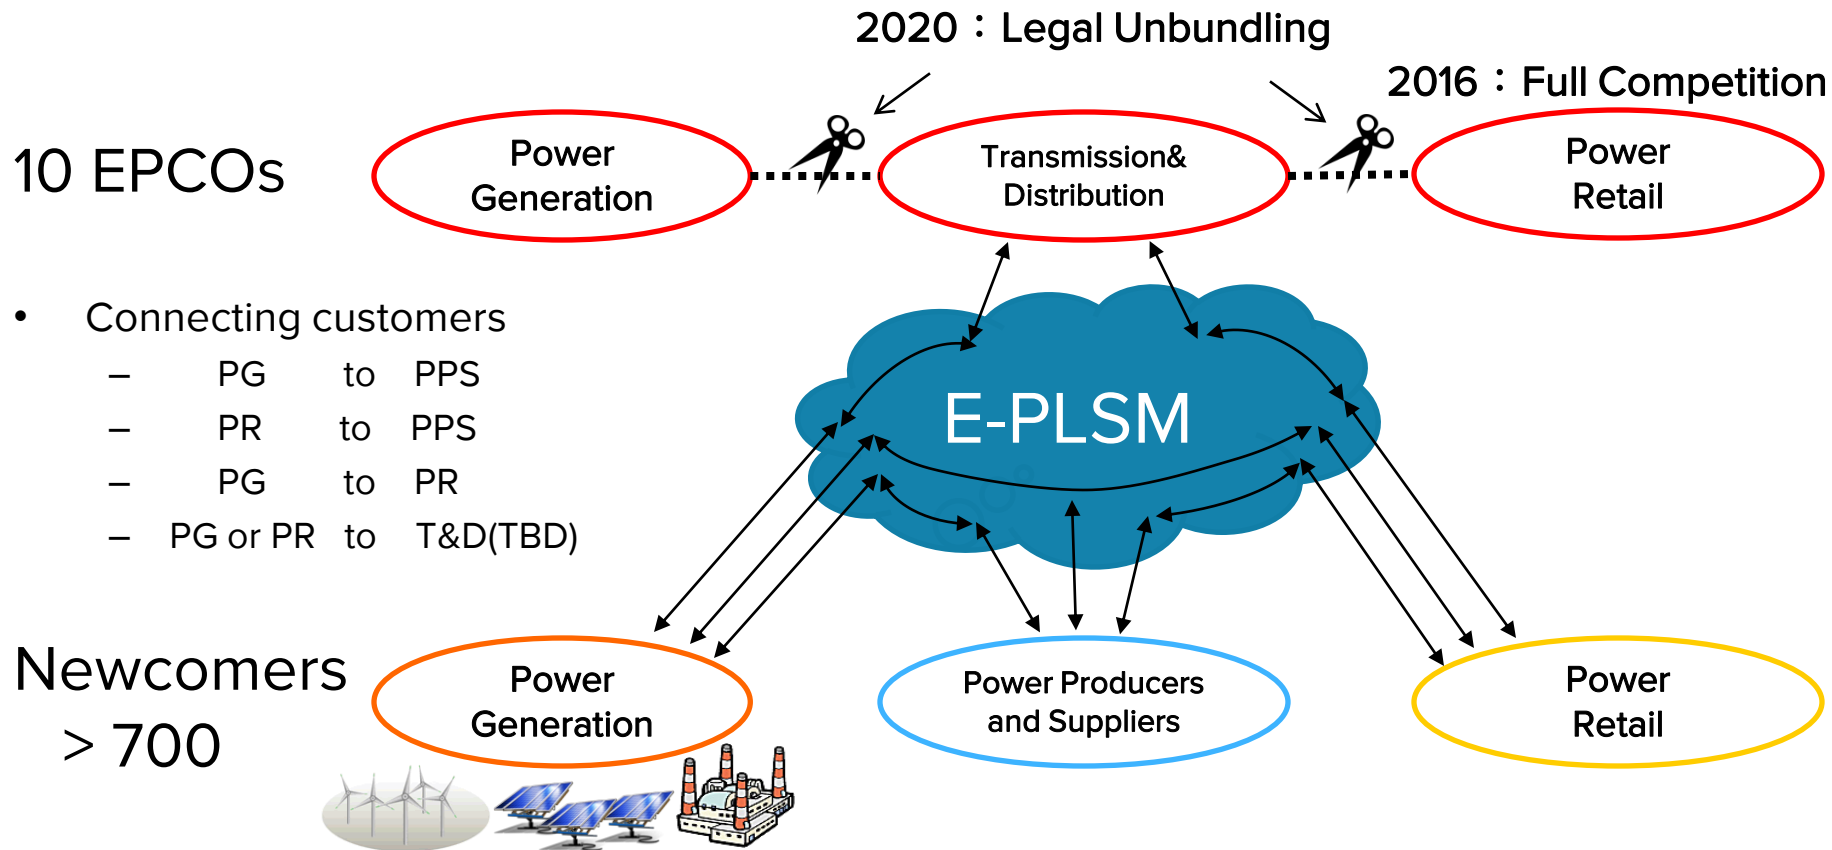 2020：Legal Unbundling
2016：Full Competition
10 EPCOs
Power
Generation
Transmission&
Distribution
Power
Retail
• Connecting customers
– PG to PPS
– PR to PPS
– PG to PR
– PG or PR to T&D(TBD)
E-PLSM
Newcomers
> 700
Power
Generation
Power Producers
and Suppliers
Power
Retail